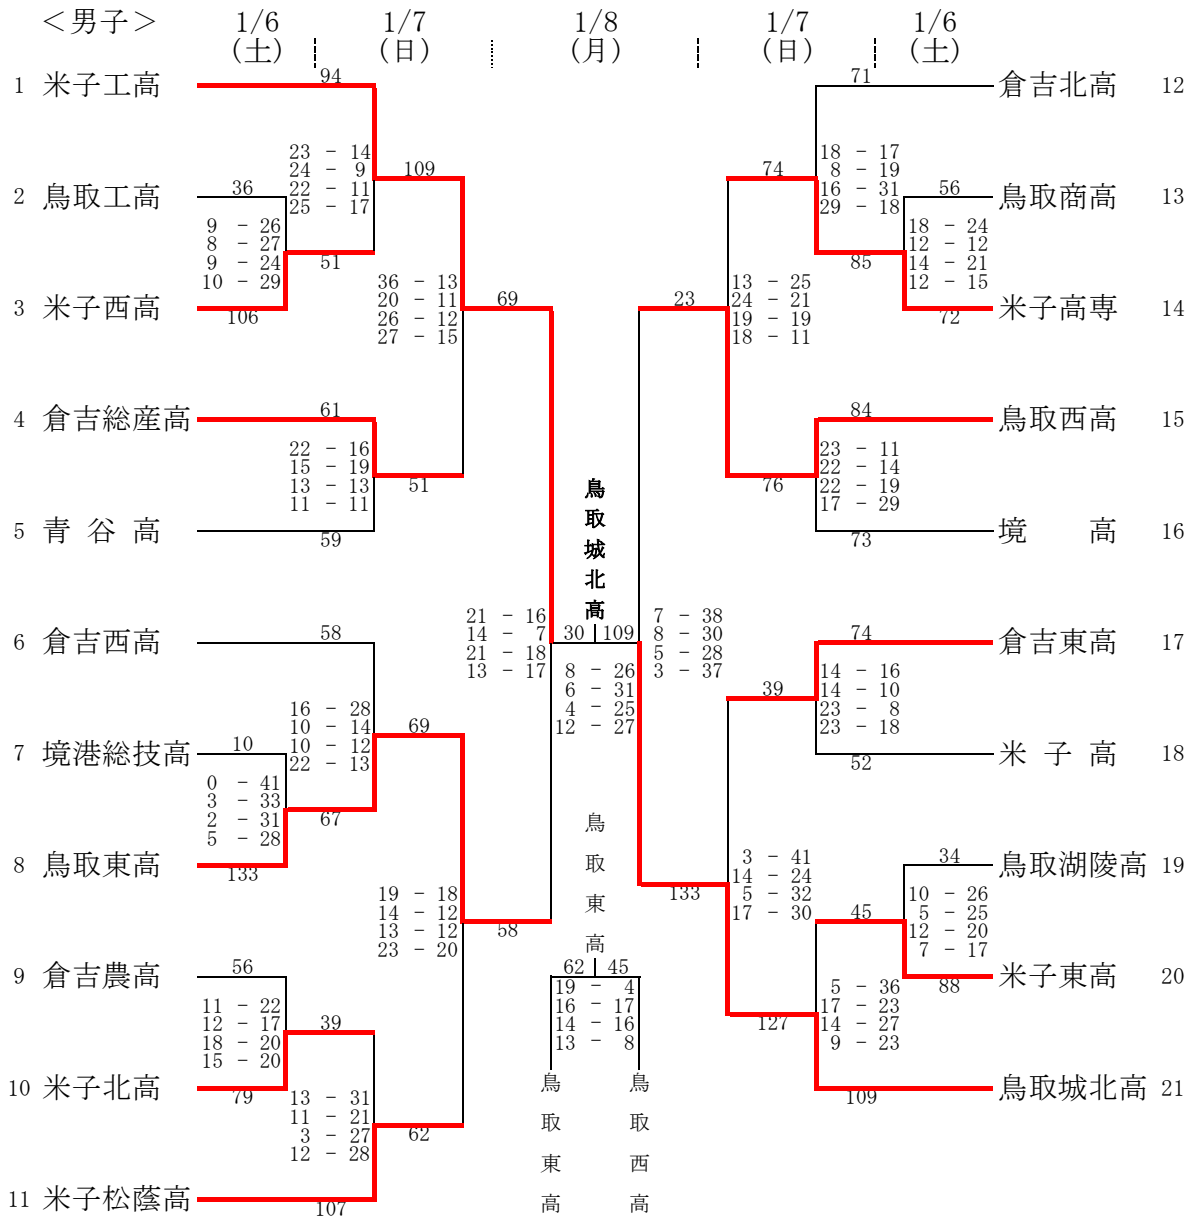 ＜男子＞
1/6 1/7 1/8 1/7 1/6
（土） （日） （月） （日） （土）
1 米子工高
94
23 - 14
24 - 9
22 - 11
25 - 17
109
2 鳥取工高
36
9 - 26
8 - 27
9 - 24
10 - 29
51
3 米子西高
106
36 - 13
20 - 11
26 - 12
27 - 15
69
4 倉吉総産高
61
22 - 16
15 - 19
13 - 13
11 - 11
51
5 青谷高
59
6 倉吉西高
58
16 - 28
10 - 14
10 - 12
22 - 13
69
7 境港総技高
10
0 - 41
3 - 33
2 - 31
5 - 28
67
8 鳥取東高
133
19 - 18
14 - 12
13 - 12
23 - 20
58
9 倉吉農高
56
11 - 22
12 - 17
18 - 20
15 - 20
39
10 米子北高
79
13 - 31
11 - 21
3 - 27
12 - 28
62
11 米子松蔭高
107
21 - 16
14 - 7
21 - 18
13 - 17
鳥取城北高
30 109
8 - 26
6 - 31
4 - 25
12 - 27
7 - 38
8 - 30
5 - 28
3 - 37
鳥取東高
62 45
19 - 4
16 - 17
14 - 16
13 - 8
鳥取東高
鳥取西高
71
倉吉北高 12
18 - 17
8 - 19
16 - 31
29 - 18
74
56
鳥取商高 13
18 - 24
12 - 12
14 - 21
12 - 15
85
72
米子高専 14
13 - 25
24 - 21
19 - 19
18 - 11
23
84
鳥取西高 15
23 - 11
22 - 14
22 - 19
17 - 29
76
73
境高 16
74
倉吉東高 17
14 - 16
14 - 10
23 - 8
23 - 18
39
52
米子高 18
3 - 41
14 - 24
5 - 32
17 - 30
133
34
鳥取湖陵高 19
10 - 26
5 - 25
12 - 20
7 - 17
45
88
米子東高 20
5 - 36
17 - 23
14 - 27
9 - 23
127
109
鳥取城北高 21